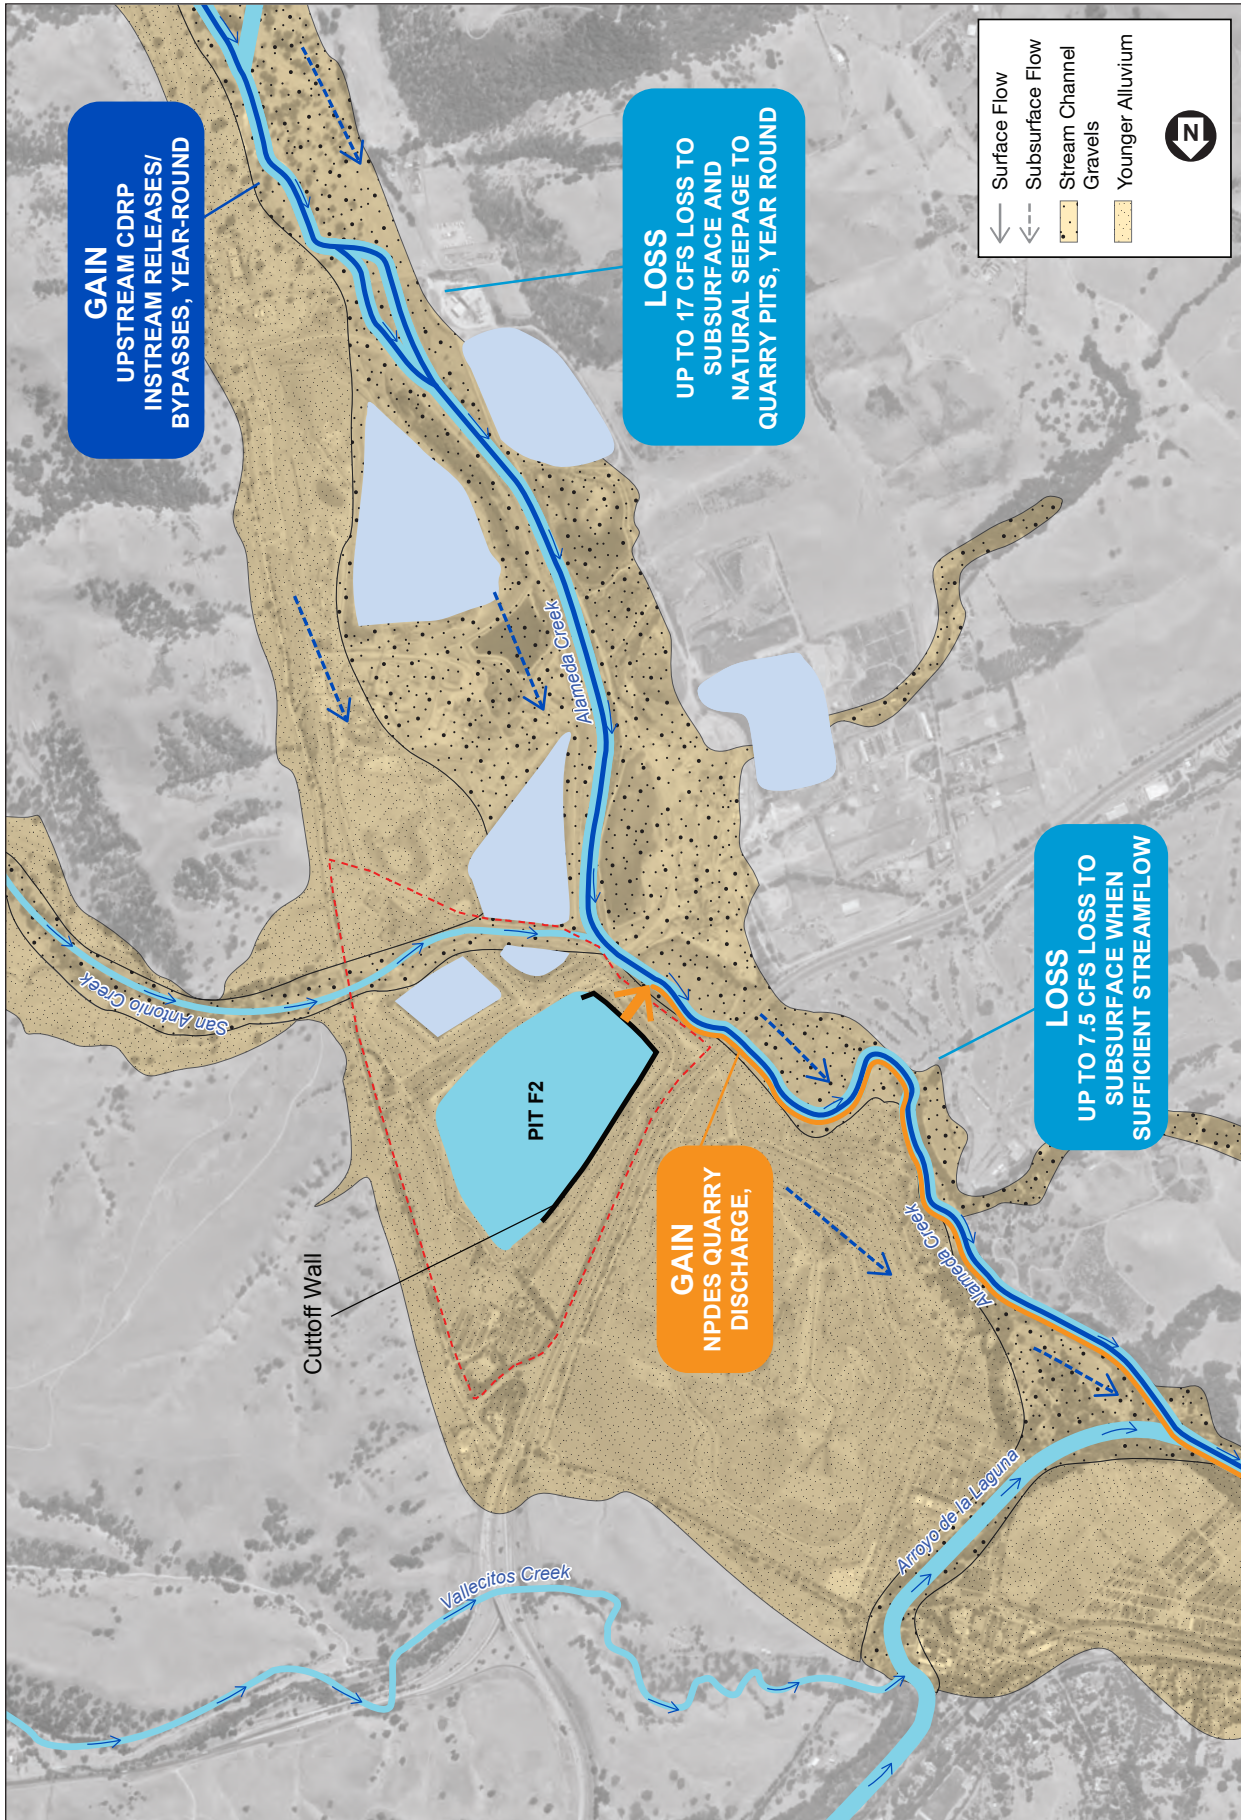 GAIN
UPSTREAM CDRP
INSTREAM RELEASES/
BYPASSES, YEAR-ROUND
LOSS
UP TO 17 CFS LOSS TO
SUBSURFACE AND
NATURAL SEEPAGE TO
QUARRY PITS, YEAR ROUND
Surface Flow
Subsurface Flow
Stream Channel
Gravels
Younger Alluvium
N
Alameda Creek
San Antonio Creek
PIT F2
Cuttoff Wall
GAIN
NPDES QUARRY
DISCHARGE,
LOSS
UP TO 7.5 CFS LOSS TO
SUBSURFACE WHEN
SUFFICIENT STREAMFLOW
Alameda Creek
Arroyo de la Laguna
Vallecitos Creek